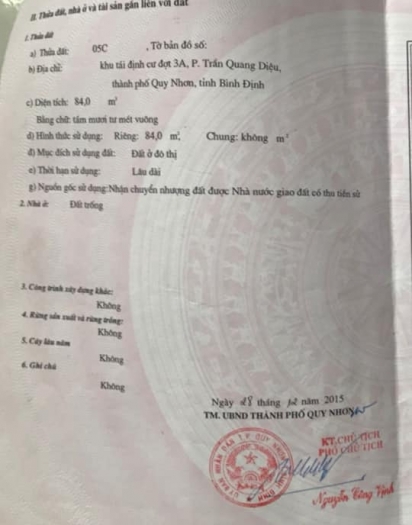 II. Thửa đất, nhà ở và tài sản gắn liền với đất
1. Thửa đất
a) Thửa đất: 05C , Tờ bản đồ số:
b) Địa chỉ: khu tái định cư đợt 3A, P. Trần Quang Diệu,
thành phố Quy Nhơn, tỉnh Bình Định
c) Diện tích: 84,0 m²
Bằng chữ: tám mươi tư mét vuông
d) Hình thức sử dụng: Riêng: 84,0 m², Chung: không m²
đ) Mục đích sử dụng đất: Đất ở đô thị
e) Thời hạn sử dụng: Lâu dài
g) Nguồn gốc sử dụng: Nhận chuyển nhượng đất được Nhà nước giao đất có thu tiền sử
2. Nhà ở: Đất trống
3. Công trình xây dựng khác:
Không
4. Rừng sản xuất và rừng trồng:
Không
5. Cây lâu năm
Không
6. Ghi chú
Không
Ngày tháng năm 2015
TM. UBND THÀNH PHỐ QUY NHƠN
KT.CHỦ TỊCH
PHÓ CHỦ TỊCH
Nguyễn Công Vịnh